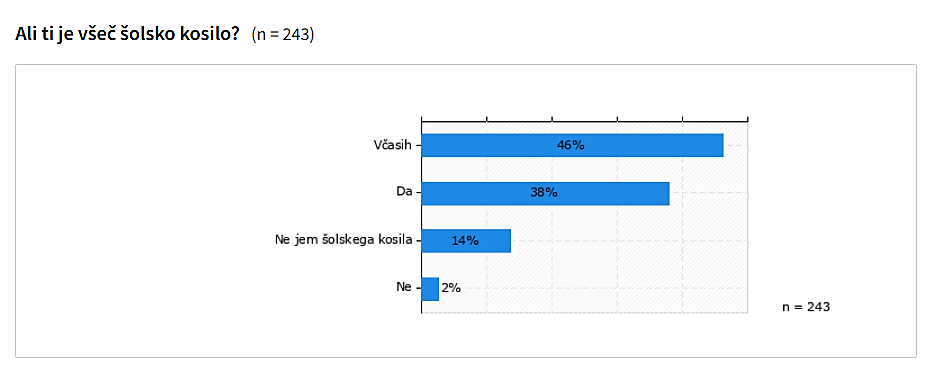 Ali ti je všeč šolsko kosilo? (n = 243)
Včasih 46%
Da 38%
Ne jem šolskega kosila 14%
Ne 2%
n = 243